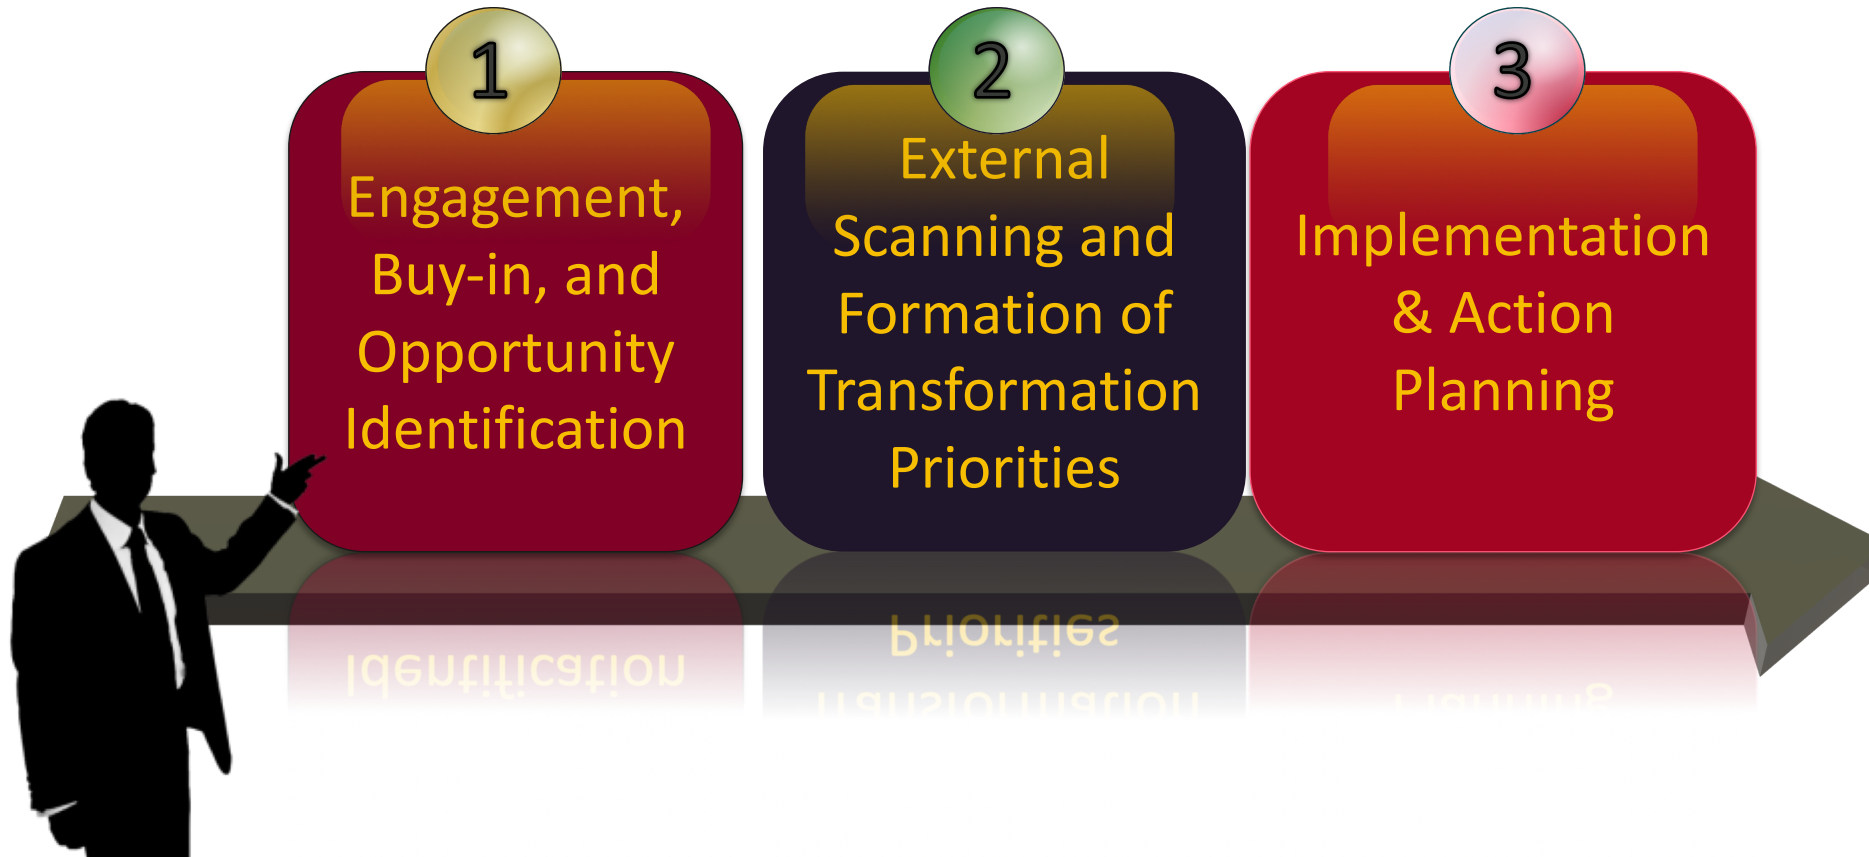 1
Engagement,
Buy-in, and
Opportunity
Identification
2
External
Scanning and
Formation of
Transformation
Priorities
3
Implementation
& Action
Planning